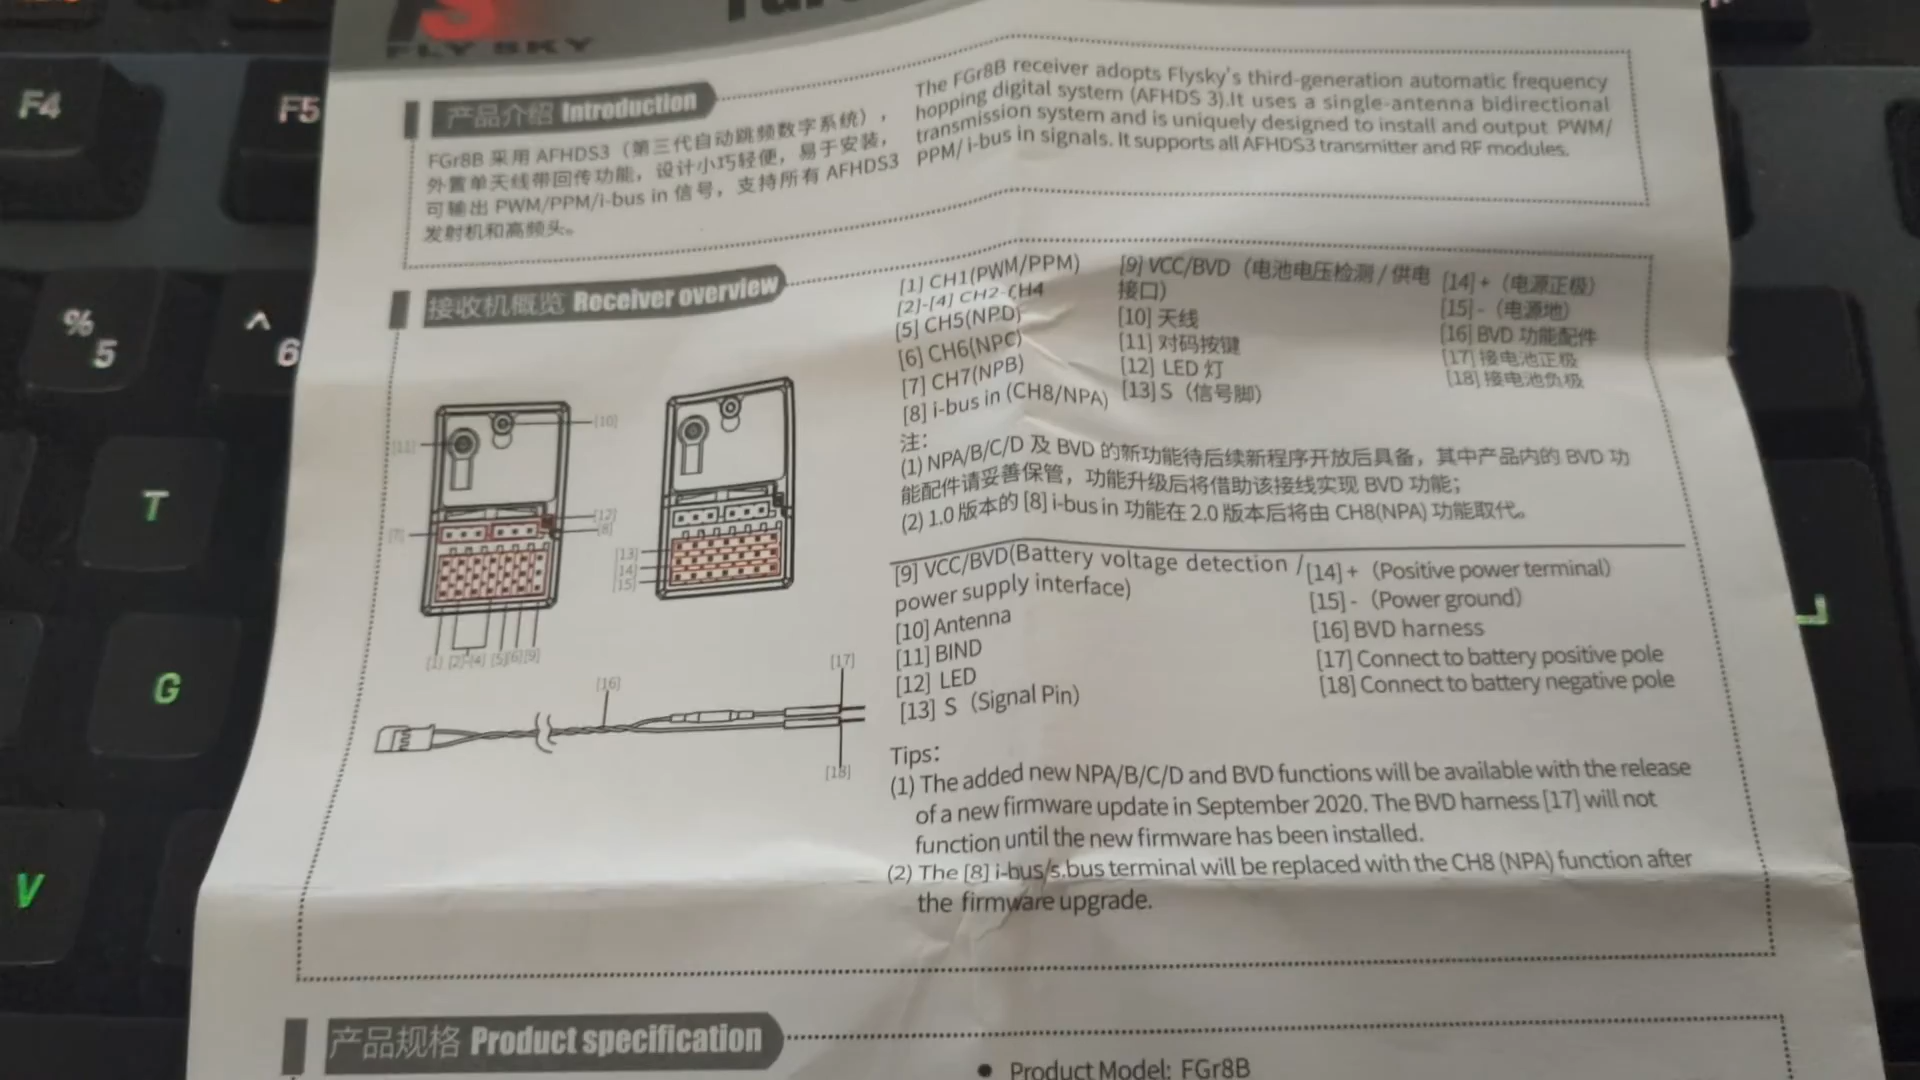 FLY SKY
产品介绍 Introduction
FGr8B 采用 AFHDS3（第三代自动跳频数字系统），
外置单天线带回传功能，设计小巧轻便，易于安装，
可输出 PWM/PPM/i-bus in 信号，支持所有 AFHDS3
发射机和高频头。
The FGr8B receiver adopts Flysky's third-generation automatic frequency
hopping digital system (AFHDS 3).It uses a single-antenna bidirectional
transmission system and is uniquely designed to install and output PWM/
PPM/ i-bus in signals. It supports all AFHDS3 transmitter and RF modules.
接收机概览 Receiver overview
[10]
[11]
[12]
[8]
[7]
[13]
[14]
[15]
[1] [2]-[4] [5][6][9]
[16]
[17]
[18]
[1] CH1(PWM/PPM)
[2]-[4] CH2-CH4
[5] CH5(NPD)
[6] CH6(NPC)
[7] CH7(NPB)
[8] i-bus in (CH8/NPA)
[9] VCC/BVD（电池电压检测 / 供电
接口）
[10] 天线
[11] 对码按键
[12] LED 灯
[13] S（信号脚）
[14] +（电源正极）
[15] -（电源地）
[16] BVD 功能配件
[17] 接电池正极
[18] 接电池负极
注：
(1) NPA/B/C/D 及 BVD 的新功能待后续新程序开放后具备，其中产品内的 BVD 功
能配件请妥善保管，功能升级后将借助该接线实现 BVD 功能；
(2) 1.0 版本的 [8] i-bus in 功能在 2.0 版本后将由 CH8(NPA) 功能取代。
[9] VCC/BVD(Battery voltage detection /
power supply interface)
[10] Antenna
[11] BIND
[12] LED
[13] S（Signal Pin）
[14] +（Positive power terminal）
[15] -（Power ground）
[16] BVD harness
[17] Connect to battery positive pole
[18] Connect to battery negative pole
Tips:
(1) The added new NPA/B/C/D and BVD functions will be available with the release
of a new firmware update in September 2020. The BVD harness [17] will not
function until the new firmware has been installed.
(2) The [8] i-bus/s.bus terminal will be replaced with the CH8 (NPA) function after
the firmware upgrade.
产品规格 Product specification
● Product Model: FGr8B
F4
F5
%
5
^
6
T
G
V